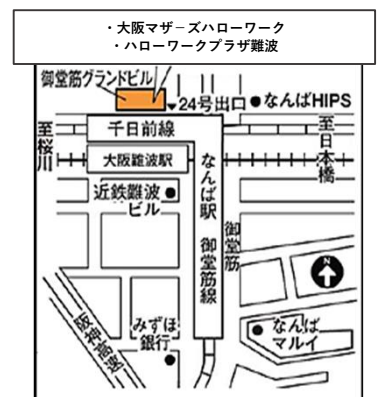 ・大阪マザーズハローワーク
・ハローワークプラザ難波
御堂筋グランドビル
24号出口
なんばHIPS
至桜川
千日前線
至日本橋
大阪難波駅
近鉄難波
ビル
なんば駅 御堂筋線
御堂筋
N
阪神高速
みずほ
銀行
なんば
マルイ